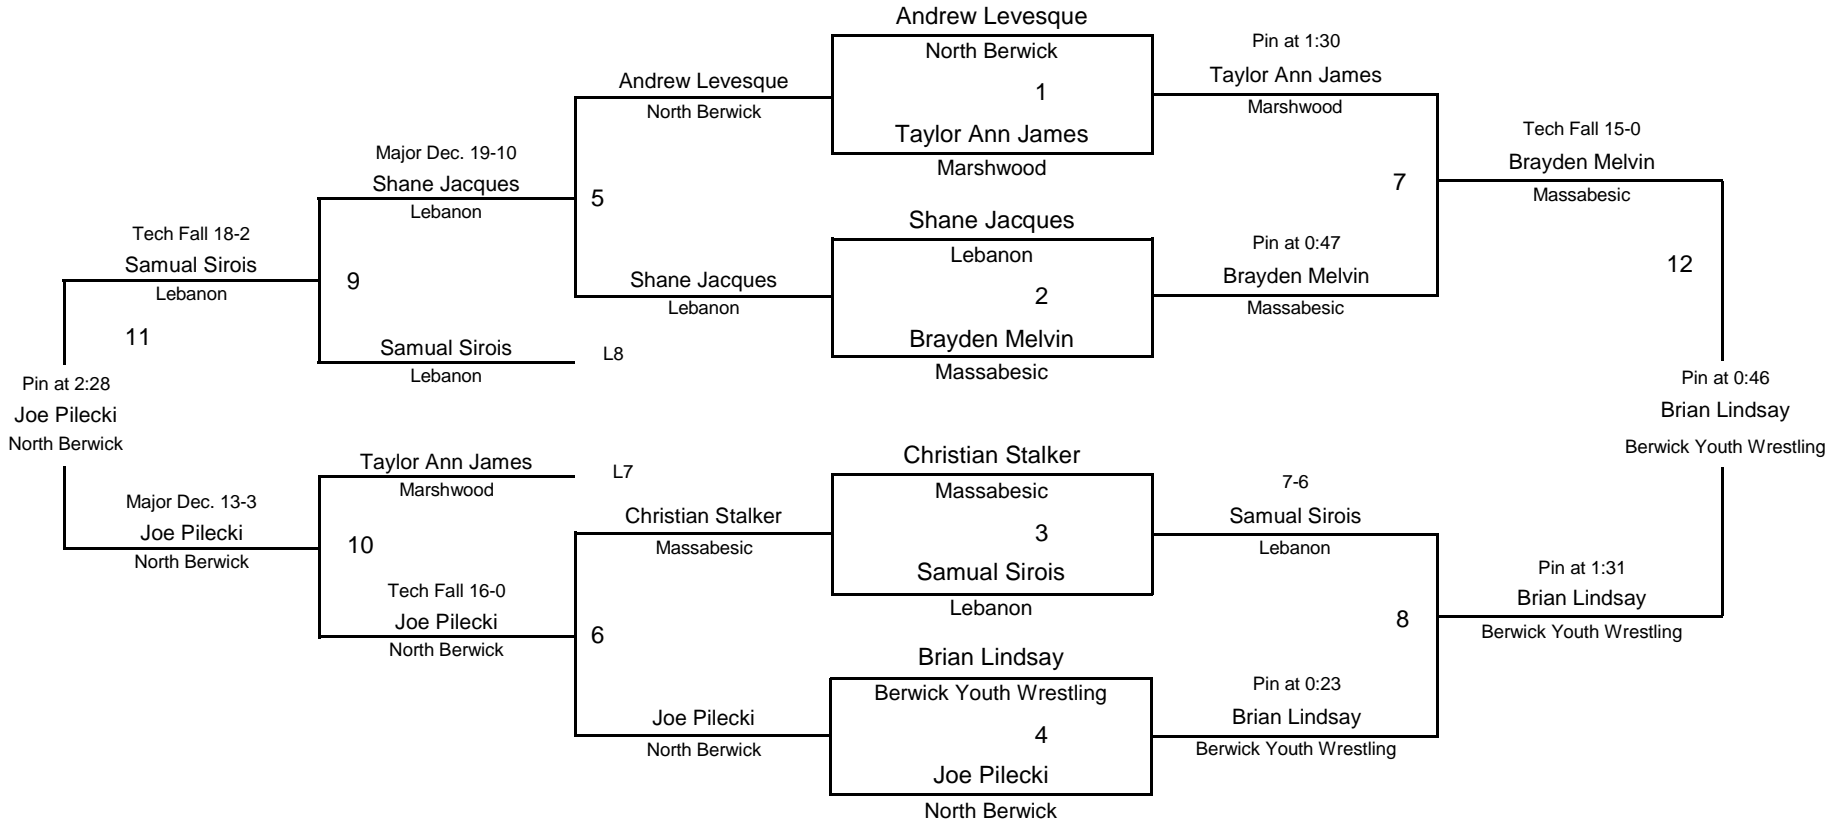 Andrew Levesque
North Berwick
1
Taylor Ann James
Marshwood
Shane Jacques
Lebanon
2
Brayden Melvin
Massabesic
Christian Stalker
Massabesic
3
Samual Sirois
Lebanon
Brian Lindsay
Berwick Youth Wrestling
4
Joe Pilecki
North Berwick
Pin at 1:30
Taylor Ann James
Marshwood
7
Pin at 0:47
Brayden Melvin
Massabesic
7-6
Samual Sirois
Lebanon
8
Pin at 0:23
Brian Lindsay
Berwick Youth Wrestling
Tech Fall 15-0
Brayden Melvin
Massabesic
12
Pin at 1:31
Brian Lindsay
Berwick Youth Wrestling
Pin at 0:46
Brian Lindsay
Berwick Youth Wrestling
Andrew Levesque
North Berwick
5
Shane Jacques
Lebanon
Christian Stalker
Massabesic
6
Joe Pilecki
North Berwick
Major Dec. 19-10
Shane Jacques
Lebanon
9
Samual Sirois
L8
Lebanon
Taylor Ann James
L7
Marshwood
10
Tech Fall 16-0
Joe Pilecki
North Berwick
Tech Fall 18-2
Samual Sirois
Lebanon
11
Major Dec. 13-3
Joe Pilecki
North Berwick
Pin at 2:28
Joe Pilecki
North Berwick